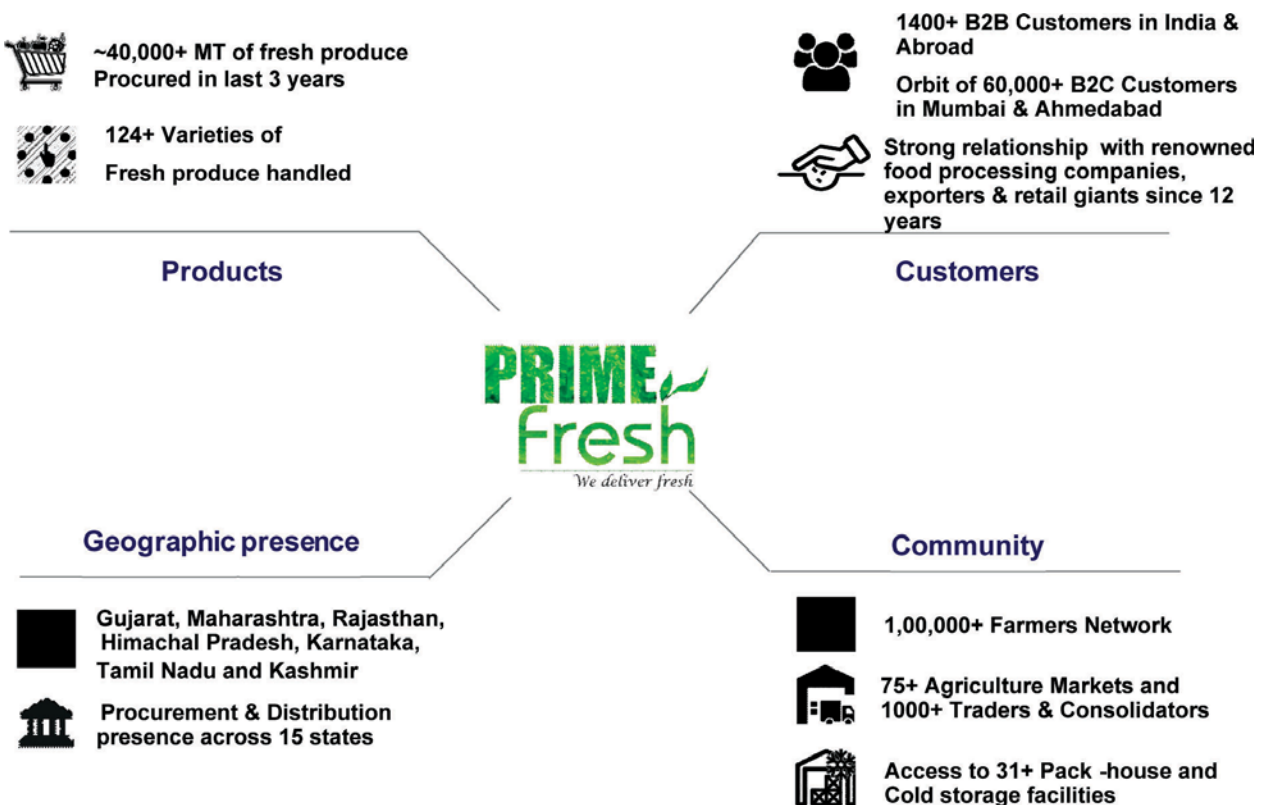 ~40,000+ MT of fresh produce
Procured in last 3 years
124+ Varieties of
Fresh produce handled
Products
1400+ B2B Customers in India &
Abroad
Orbit of 60,000+ B2C Customers
in Mumbai & Ahmedabad
Strong relationship with renowned
food processing companies,
exporters & retail giants since 12
years
Customers
PRIME
Fresh
We deliver fresh
Geographic presence
Gujarat, Maharashtra, Rajasthan,
Himachal Pradesh, Karnataka,
Tamil Nadu and Kashmir
Procurement & Distribution
presence across 15 states
Community
1,00,000+ Farmers Network
75+ Agriculture Markets and
1000+ Traders & Consolidators
Access to 31+ Pack -house and
Cold storage facilities